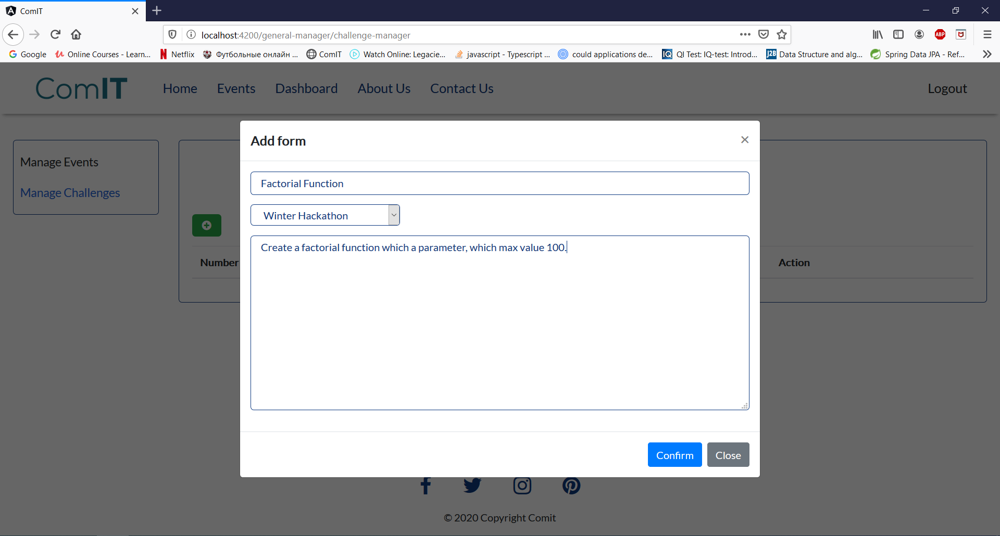 ComIT
localhost:4200/general-manager/challenge-manager
Google Online Courses - Learn... Netflix Футбольные онлайн ... ComIT Watch Online: Legacie... javascript - Typescript ... could applications de... IQ QI Test: IQ-test: Introd... J2B Data Structure and alg... Spring Data JPA - Ref...
ABP
ComIT Home Events Dashboard About Us Contact Us Logout
Manage Events
Manage Challenges
Number
Action
Add form
Factorial Function
Winter Hackathon
Create a factorial function which a parameter, which max value 100.
Confirm Close
© 2020 Copyright Comit